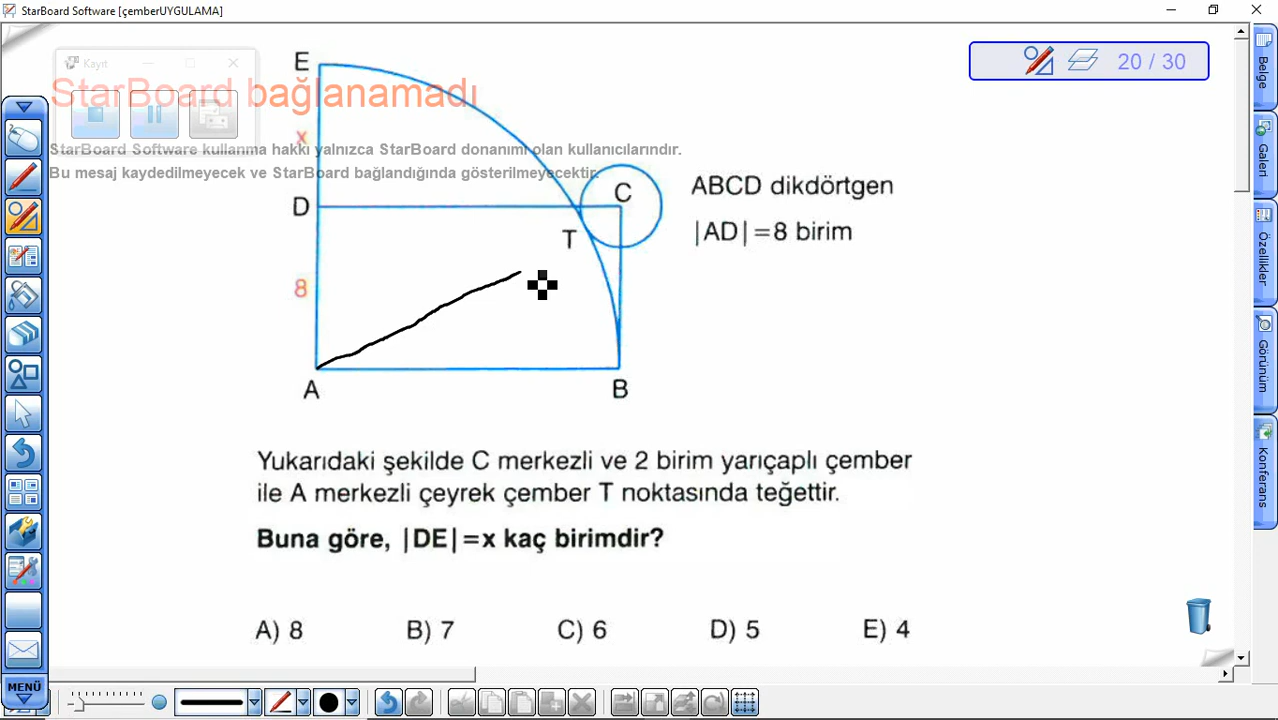 StarBoard Software [çemberUYGULAMA]
Kayıt
StarBoard bağlanamadı
StarBoard Software kullanma hakkı yalnızca StarBoard donanımı olan kullanıcılarındır.
Bu mesaj kaydedilmeyecek ve StarBoard bağlandığında gösterilmeyecektir.
20 / 30
E
x
D
C
T
8
A
B
ABCD dikdörtgen
|AD|=8 birim
Yukarıdaki şekilde C merkezli ve 2 birim yarıçaplı çember
ile A merkezli çeyrek çember T noktasında teğettir.
Buna göre, |DE|=x kaç birimdir?
A) 8 B) 7 C) 6 D) 5 E) 4
Belge
Galeri
Özellikler
Görünüm
Konferans
MENÜ